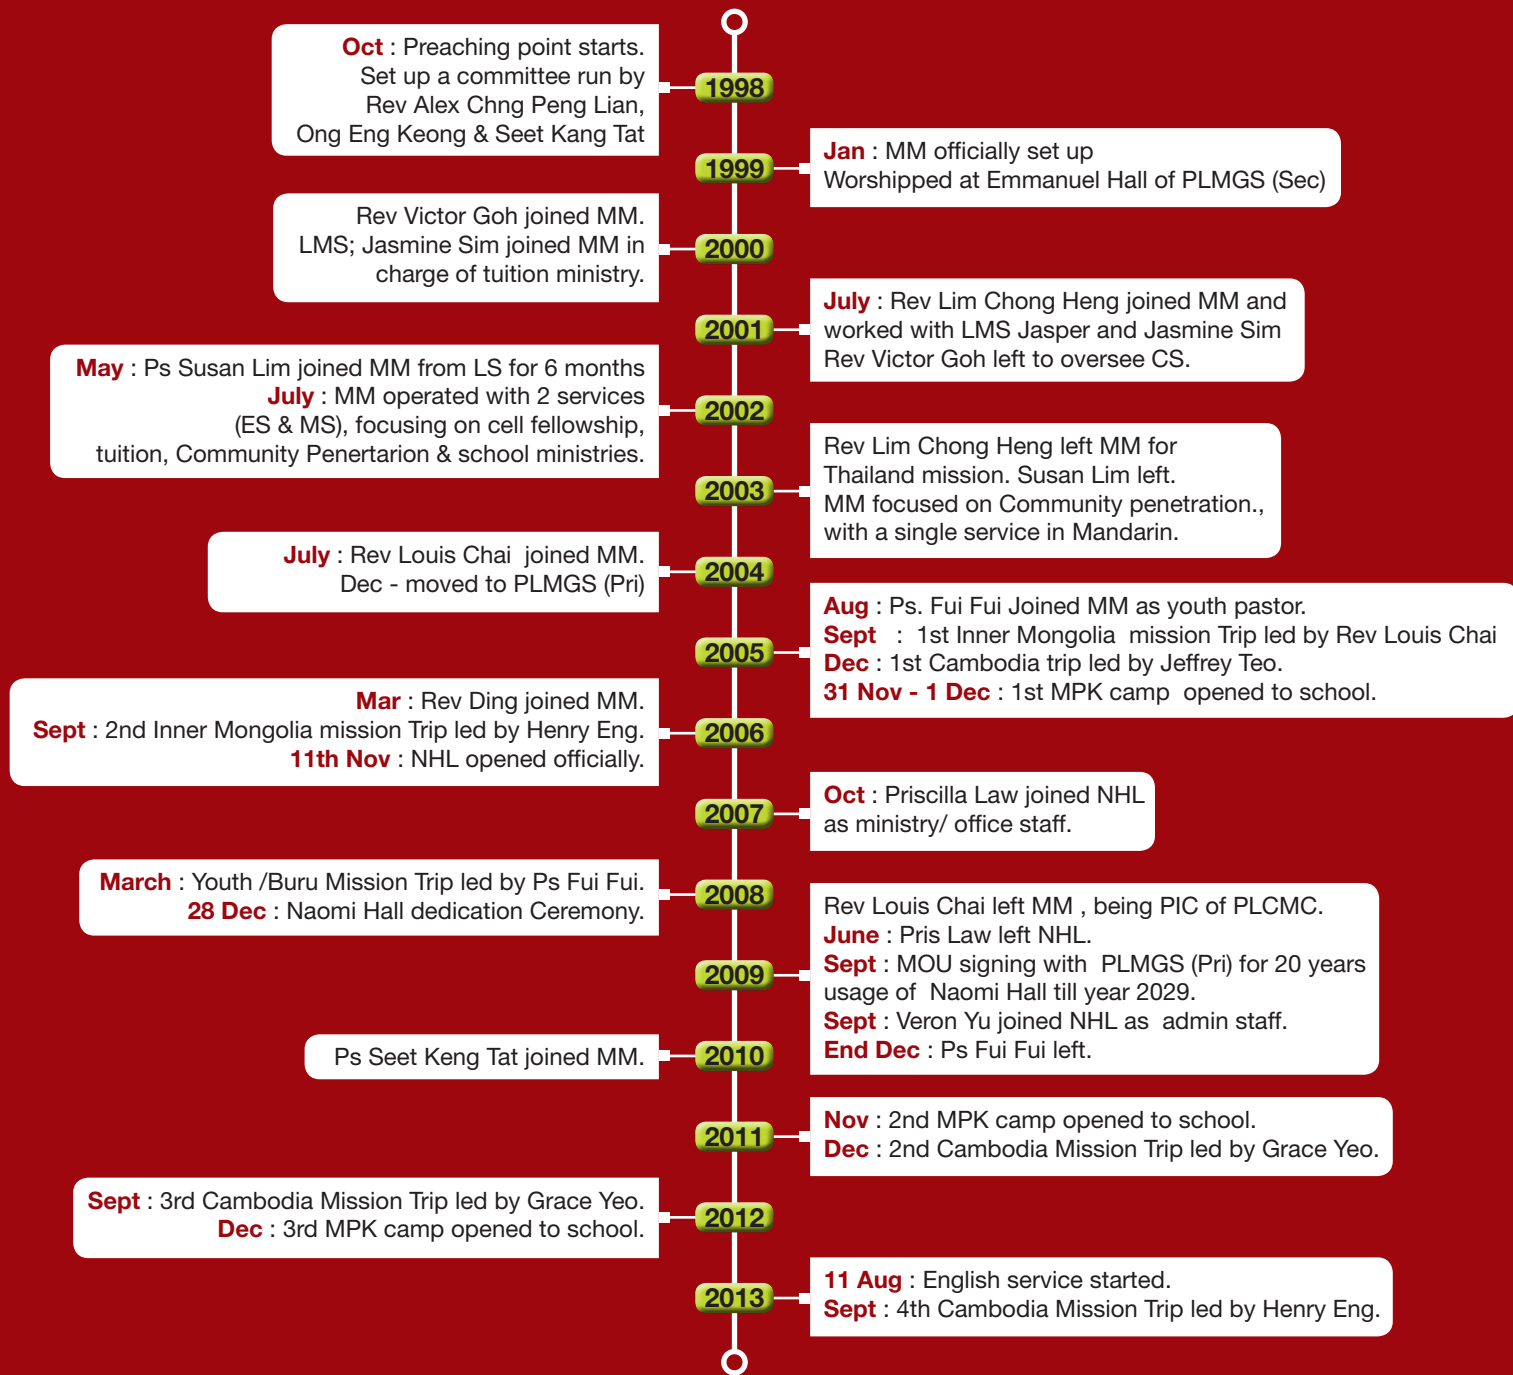 Oct : Preaching point starts.
Set up a committee run by
Rev Alex Chng Peng Lian,
Ong Eng Keong & Seet Kang Tat
1998
1999
Jan : MM officially set up
Worshipped at Emmanuel Hall of PLMGS (Sec)
Rev Victor Goh joined MM.
LMS; Jasmine Sim joined MM in
charge of tuition ministry.
2000
2001
July : Rev Lim Chong Heng joined MM and
worked with LMS Jasper and Jasmine Sim
Rev Victor Goh left to oversee CS.
May : Ps Susan Lim joined MM from LS for 6 months
July : MM operated with 2 services
(ES & MS), focusing on cell fellowship,
tuition, Community Penertarion & school ministries.
2002
2003
Rev Lim Chong Heng left MM for
Thailand mission. Susan Lim left.
MM focused on Community penetration.,
with a single service in Mandarin.
July : Rev Louis Chai joined MM.
Dec - moved to PLMGS (Pri)
2004
2005
Aug : Ps. Fui Fui Joined MM as youth pastor.
Sept : 1st Inner Mongolia mission Trip led by Rev Louis Chai
Dec : 1st Cambodia trip led by Jeffrey Teo.
31 Nov - 1 Dec : 1st MPK camp opened to school.
Mar : Rev Ding joined MM.
Sept : 2nd Inner Mongolia mission Trip led by Henry Eng.
11th Nov : NHL opened officially.
2006
2007
Oct : Priscilla Law joined NHL
as ministry/ office staff.
March : Youth /Buru Mission Trip led by Ps Fui Fui.
28 Dec : Naomi Hall dedication Ceremony.
2008
2009
Rev Louis Chai left MM , being PIC of PLCMC.
June : Pris Law left NHL.
Sept : MOU signing with PLMGS (Pri) for 20 years
usage of Naomi Hall till year 2029.
Sept : Veron Yu joined NHL as admin staff.
End Dec : Ps Fui Fui left.
Ps Seet Keng Tat joined MM.
2010
2011
Nov : 2nd MPK camp opened to school.
Dec : 2nd Cambodia Mission Trip led by Grace Yeo.
Sept : 3rd Cambodia Mission Trip led by Grace Yeo.
Dec : 3rd MPK camp opened to school.
2012
2013
11 Aug : English service started.
Sept : 4th Cambodia Mission Trip led by Henry Eng.